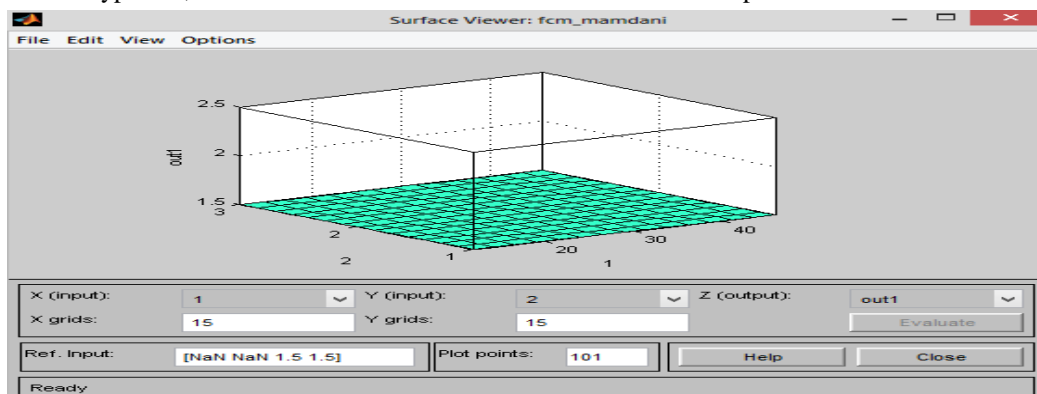 Surface Viewer: fcm_mamdani
File Edit View Options
2.5
2
1.5
out1
3
2
1
2
20
30
40
1
X (input): 1 Y (input): 2 Z (output): out1
X grids: 15 Y grids: 15 Evaluate
Ref. Input: [NaN NaN 1.5 1.5] Plot points: 101 Help Close
Ready